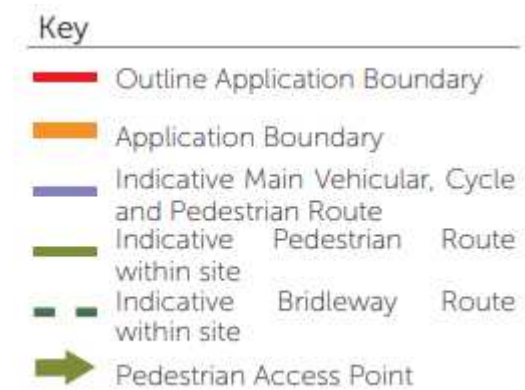 Key
Outline Application Boundary
Application Boundary
Indicative Main Vehicular, Cycle
and Pedestrian Route
Indicative Pedestrian Route
within site
Indicative Bridleway Route
within site
Pedestrian Access Point